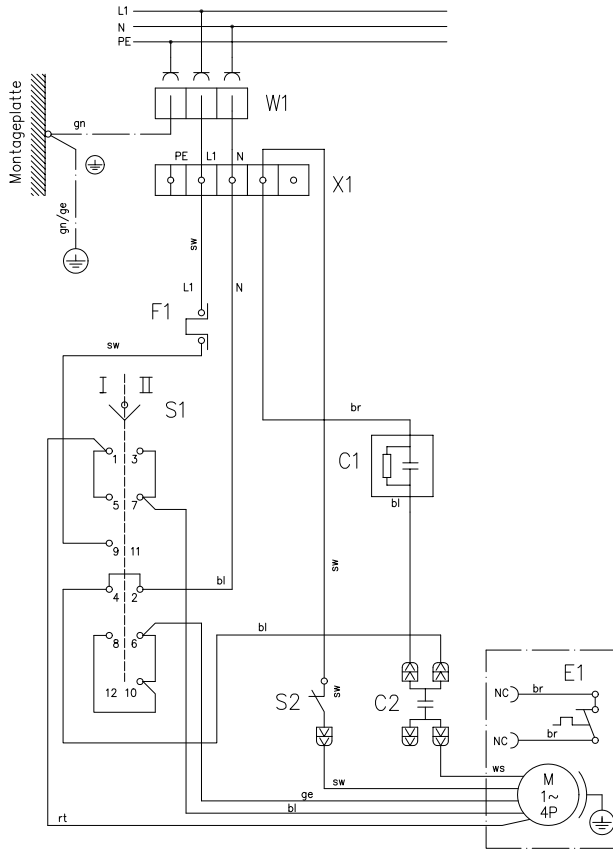 L1
N
PE
W1
Montageplatte
gn
PE L1 N
X1
gn/ge
sw
L1 N
F1
sw
I II
S1
br
1 3
C1
5 7
bl
9 11
sw
4 2
bl
8 6
bl
12 10
S2
sw
C2
E1
NC
br
NC
br
ws
M
1~
4P
sw
ge
bl
rt